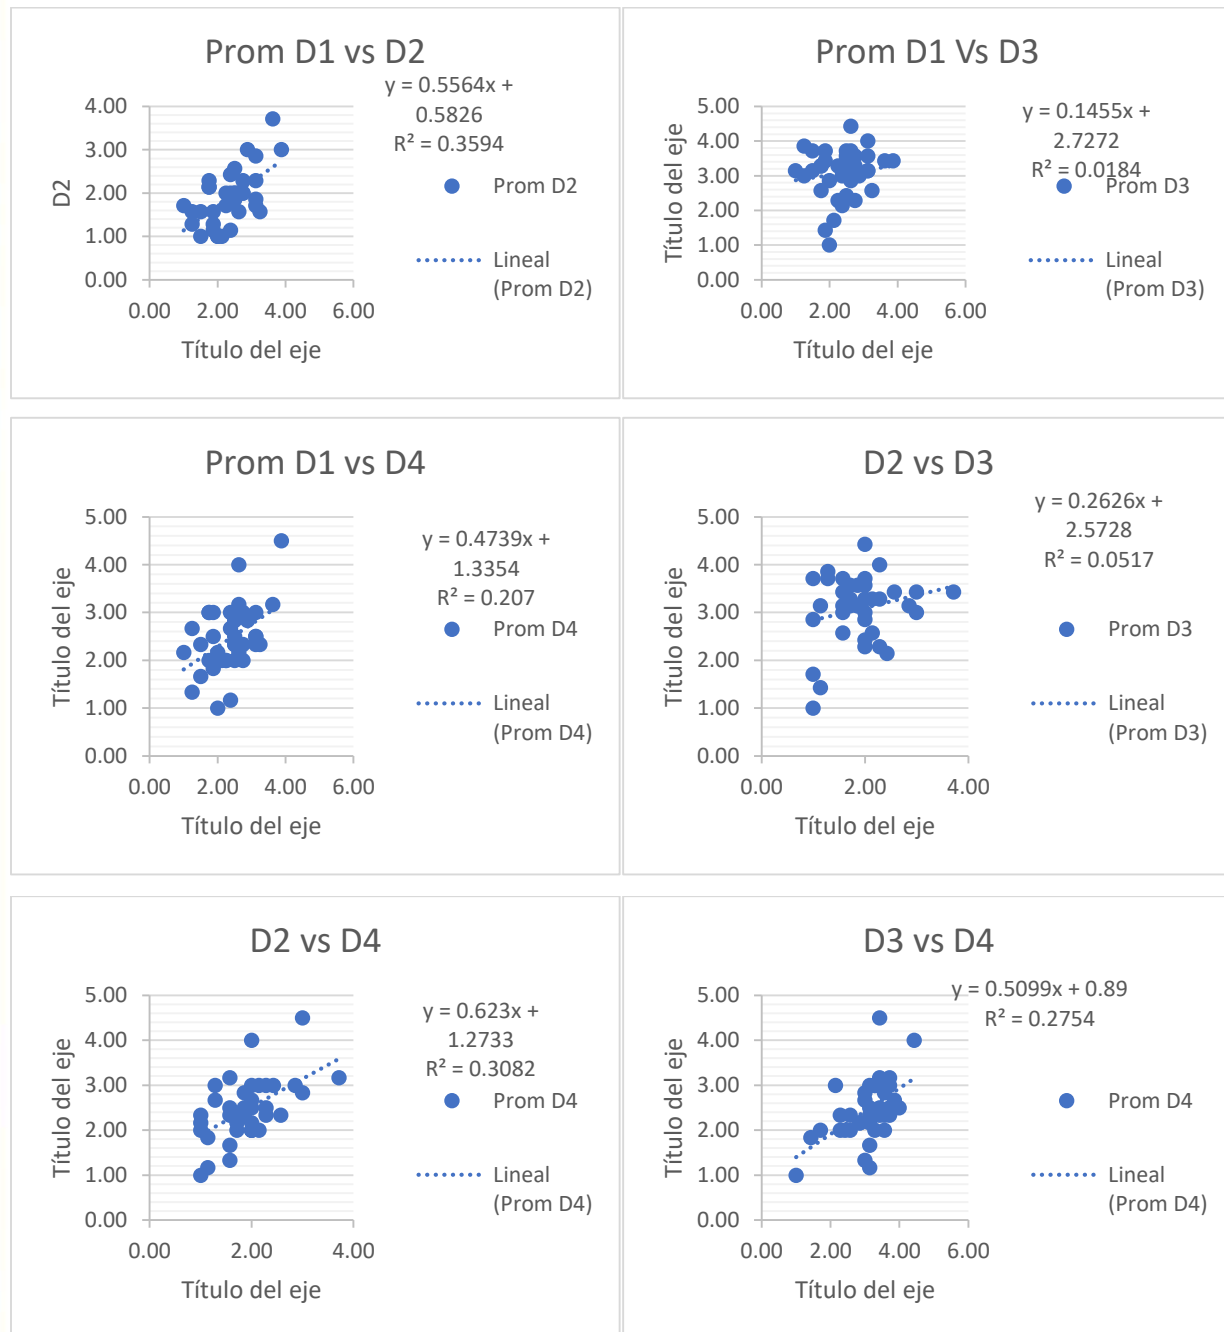 Prom D1 vs D2
y = 0.5564x +
0.5826
R² = 0.3594
4.00
3.00
2.00
1.00
0.00
D2
0.00 2.00 4.00 6.00
Título del eje
Prom D2
Lineal
(Prom D2)
Prom D1 Vs D3
y = 0.1455x +
2.7272
R² = 0.0184
5.00
4.00
3.00
2.00
1.00
0.00
Título del eje
0.00 2.00 4.00 6.00
Título del eje
Prom D3
Lineal
(Prom D3)
Prom D1 vs D4
y = 0.4739x +
1.3354
R² = 0.207
5.00
4.00
3.00
2.00
1.00
0.00
Título del eje
0.00 2.00 4.00 6.00
Título del eje
Prom D4
Lineal
(Prom D4)
D2 vs D3
y = 0.2626x +
2.5728
R² = 0.0517
5.00
4.00
3.00
2.00
1.00
0.00
Título del eje
0.00 2.00 4.00
Título del eje
Prom D3
Lineal
(Prom D3)
D2 vs D4
y = 0.623x +
1.2733
R² = 0.3082
5.00
4.00
3.00
2.00
1.00
0.00
Título del eje
0.00 2.00 4.00
Título del eje
Prom D4
Lineal
(Prom D4)
D3 vs D4
y = 0.5099x + 0.89
R² = 0.2754
5.00
4.00
3.00
2.00
1.00
0.00
Título del eje
0.00 2.00 4.00 6.00
Título del eje
Prom D4
Lineal
(Prom D4)